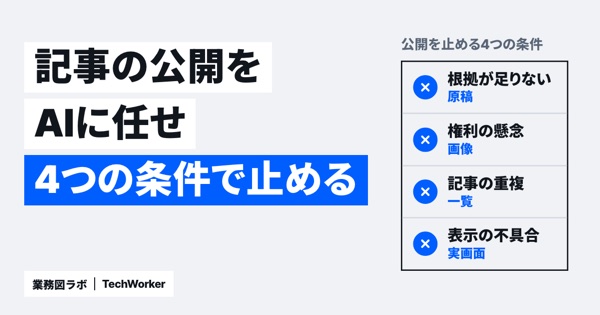 記事の公開を
AIに任せ
4つの条件で止める
業務図ラボ | TechWorker
公開を止める4つの条件
根拠が足りない
原稿
権利の懸念
画像
記事の重複
一覧
表示の不具合
実画面